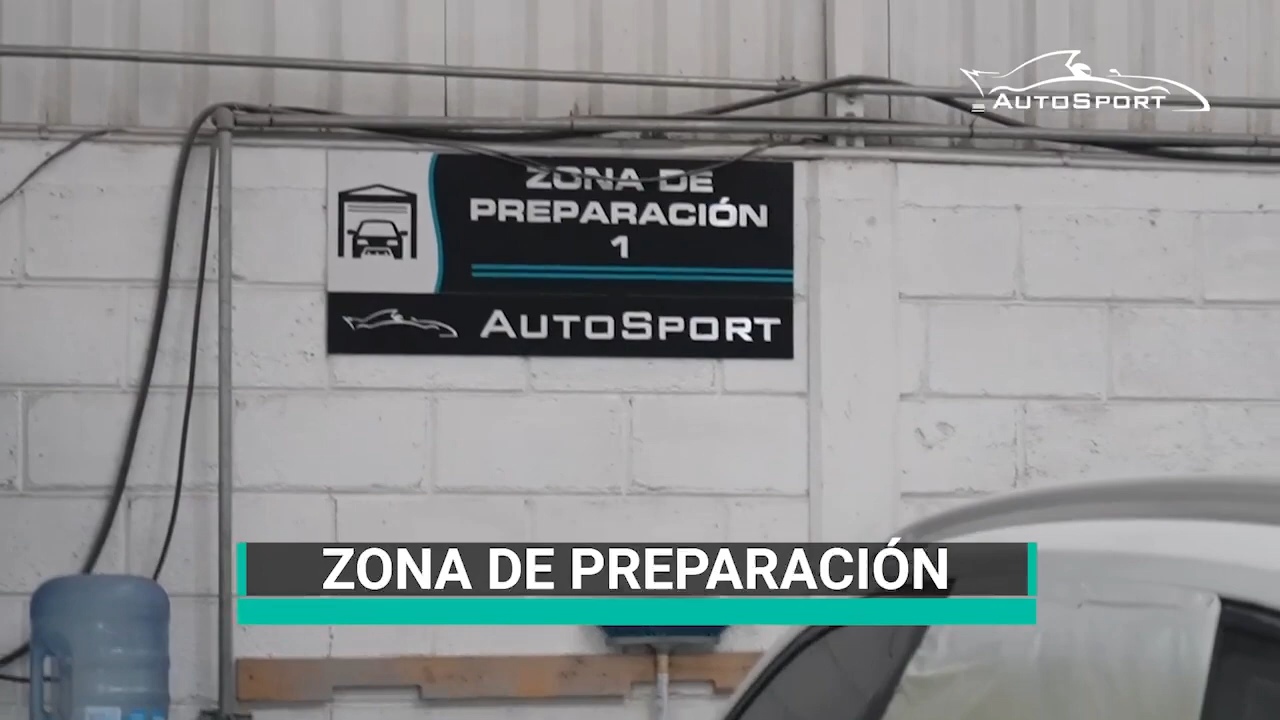 AUTOSPORT
ZONA DE
PREPARACIÓN
1
AUTOSPORT
ZONA DE PREPARACIÓN